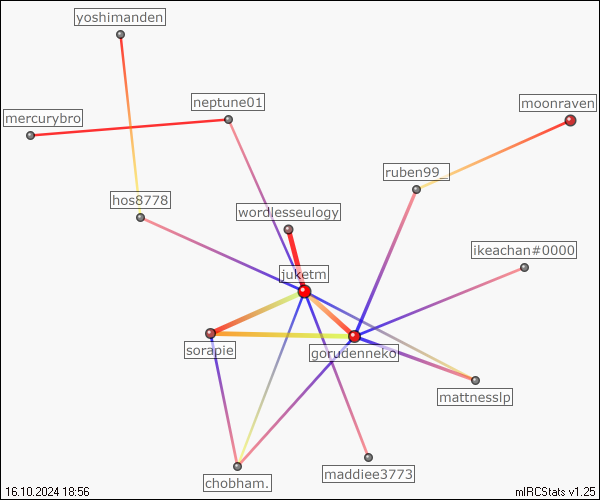 yoshimanden
neptune01
moonraven
mercurybro
ruben99_
hos8778
wordlesseulogy
ikeachan#0000
juketm
sorapie
gorudenneko
mattnesslp
maddiee3773
chobham.
16.10.2024 18:56
mIRCStats v1.25